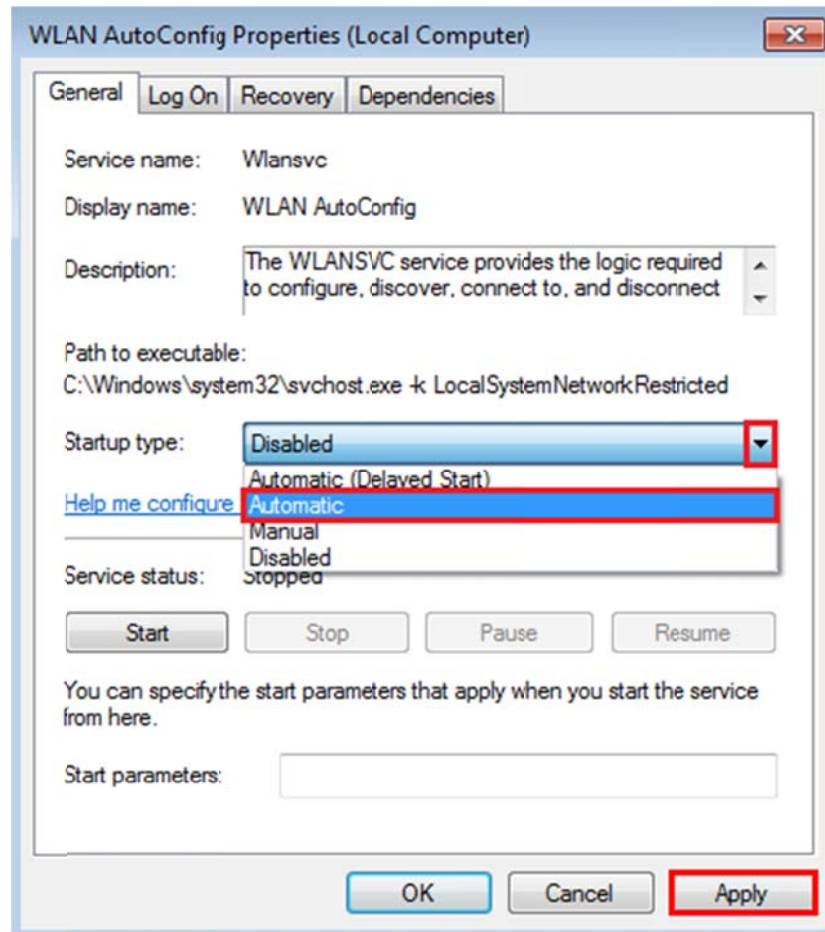 WLAN AutoConfig Properties (Local Computer)
General Log On Recovery Dependencies
Service name: Wlansvc
Display name: WLAN AutoConfig
Description: The WLANSVC service provides the logic required
to configure, discover, connect to, and disconnect
Path to executable:
C:\Windows\system32\svchost.exe -k LocalSystemNetworkRestricted
Startup type: Disabled
Automatic (Delayed Start)
Help me configure Automatic
Manual
Disabled
Service status: Stopped
Start Stop Pause Resume
You can specify the start parameters that apply when you start the service
from here.
Start parameters:
OK Cancel Apply